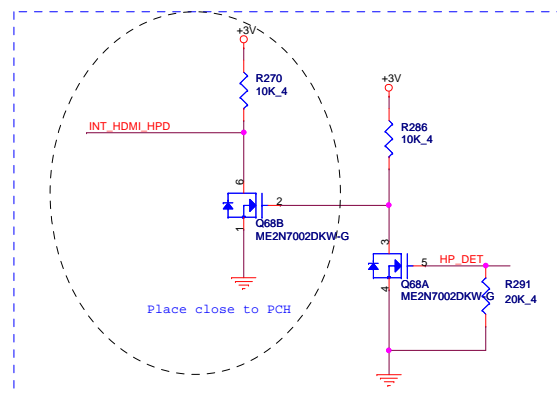 +3V
R270
10K_4
+3V
INT_HDMI_HPD
R286
10K_4
6
2
1
Q68B
ME2N7002DKW-G
3
5
HP_DET
4
Q68A
ME2N7002DKW-G
R291
20K_4
Place close to PCH